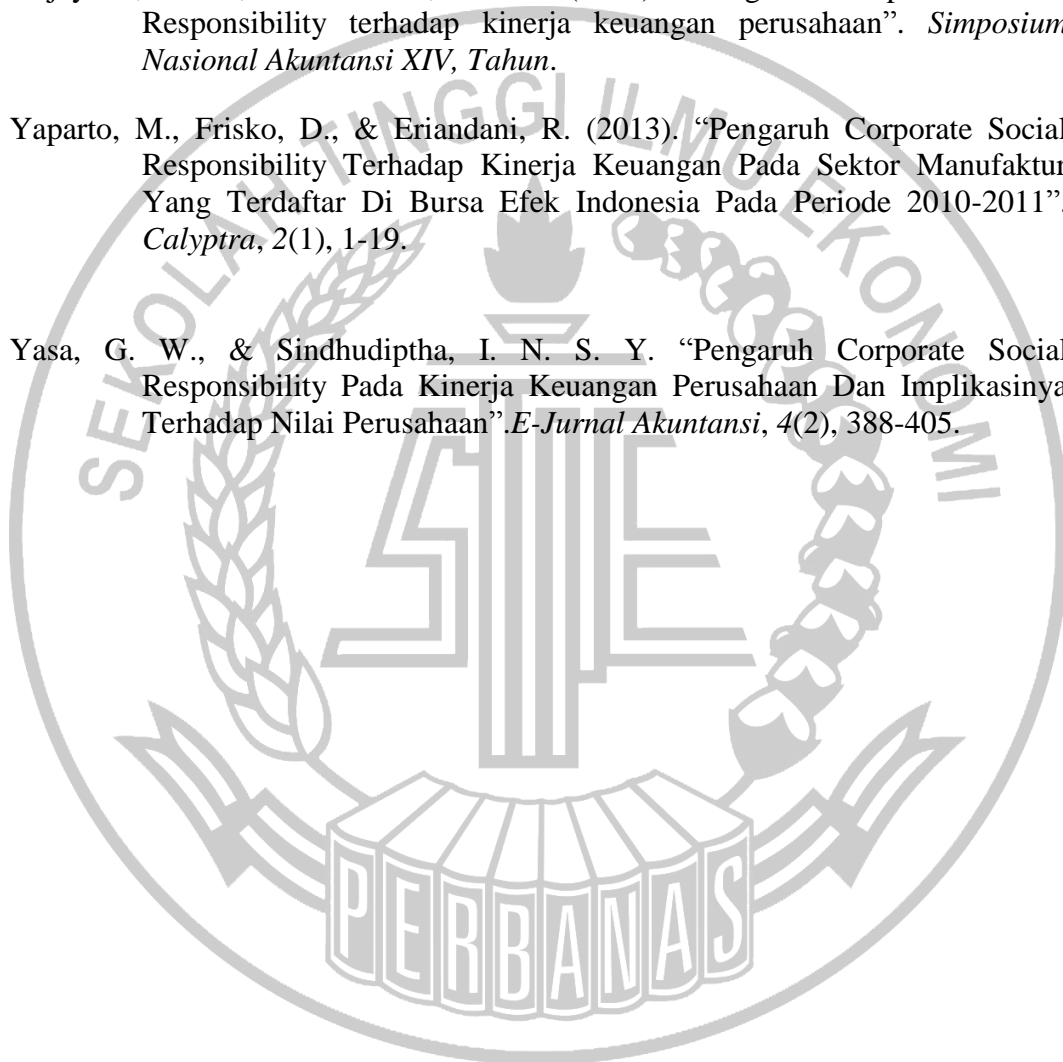 Responsibility terhadap kinerja keuangan perusahaan”. Simposium
Nasional Akuntansi XIV, Tahun.
Yaparto, M., Frisko, D., & Eriandani, R. (2013). “Pengaruh Corporate Social
Responsibility Terhadap Kinerja Keuangan Pada Sektor Manufaktur
Yang Terdaftar Di Bursa Efek Indonesia Pada Periode 2010-2011”.
Calyptra, 2(1), 1-19.
Yasa, G. W., & Sindhudiptha, I. N. S. Y. “Pengaruh Corporate Social
Responsibility Pada Kinerja Keuangan Perusahaan Dan Implikasinya
Terhadap Nilai Perusahaan”.E-Jurnal Akuntansi, 4(2), 388-405.
SEKOLAH TINGGI ILMU EKONOMI
STIE
PERBANAS